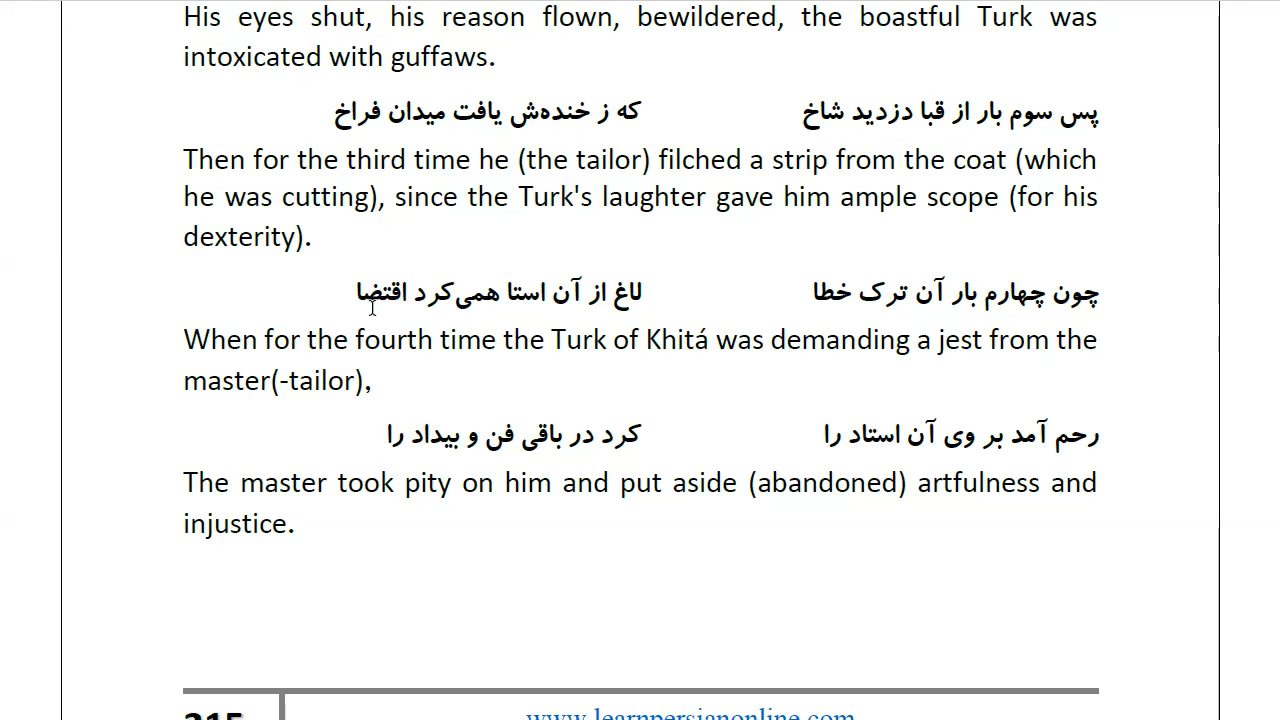 His eyes shut, his reason flown, bewildered, the boastful Turk was
intoxicated with guffaws.
پس سوم بار از قبا دزدید شاخ که ز خنده‌ش یافت میدان فراخ
Then for the third time he (the tailor) filched a strip from the coat (which
he was cutting), since the Turk's laughter gave him ample scope (for his
dexterity).
چون چهارم بار آن ترک خطا لاغ از آن استا همی‌کرد اقتضا
When for the fourth time the Turk of Khitá was demanding a jest from the
master(-tailor),
رحم آمد بر وی آن استاد را کرد در باقی فن و بیداد را
The master took pity on him and put aside (abandoned) artfulness and
injustice.
215 www.learnpersianonline.com